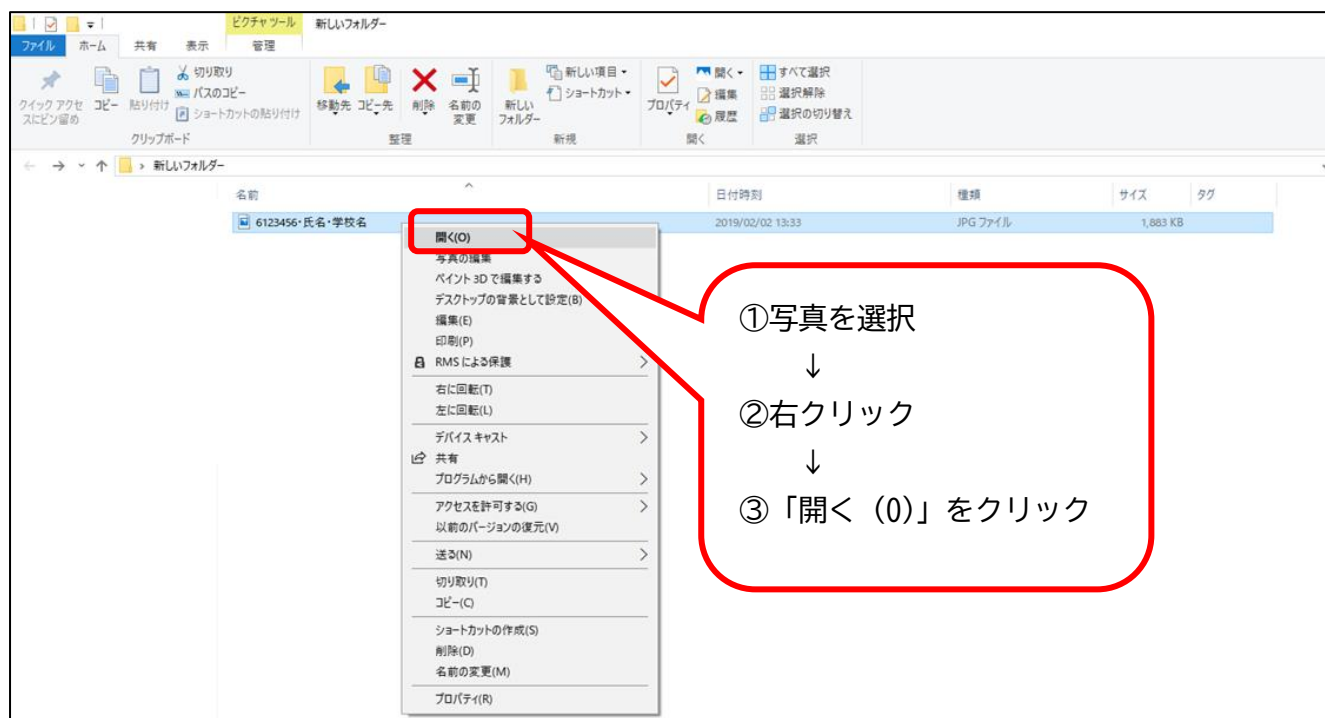 ピクチャ ツール 新しいフォルダー
ファイル ホーム 共有 表示 管理
クイック アクセ
スにピン留め
コピー
貼り付け
切り取り
パスのコピー
ショートカットの貼り付け
クリップボード
移動先
コピー先
削除
名前の
変更
整理
新しい
フォルダー
新しい項目
ショートカット
新規
プロパティ
開く
編集
履歴
開く
すべて選択
選択解除
選択の切り替え
選択
新しいフォルダー
名前 日付時刻 種類 サイズ タグ
6123456・氏名・学校名 2019/02/02 13:33 JPG ファイル 1,883 KB
開く(O)
写真の編集
ペイント 3D で編集する
デスクトップの背景として設定(B)
編集(E)
印刷(P)
RMS による保護
右に回転(T)
左に回転(L)
デバイス キャスト
共有
プログラムから開く(H)
アクセスを許可する(G)
以前のバージョンの復元(V)
送る(N)
切り取り(T)
コピー(C)
ショートカットの作成(S)
削除(D)
名前の変更(M)
プロパティ(R)
①写真を選択
↓
②右クリック
↓
③「開く（O)」をクリック